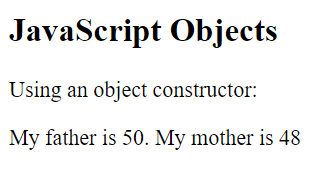 JavaScript Objects
Using an object constructor:
My father is 50. My mother is 48